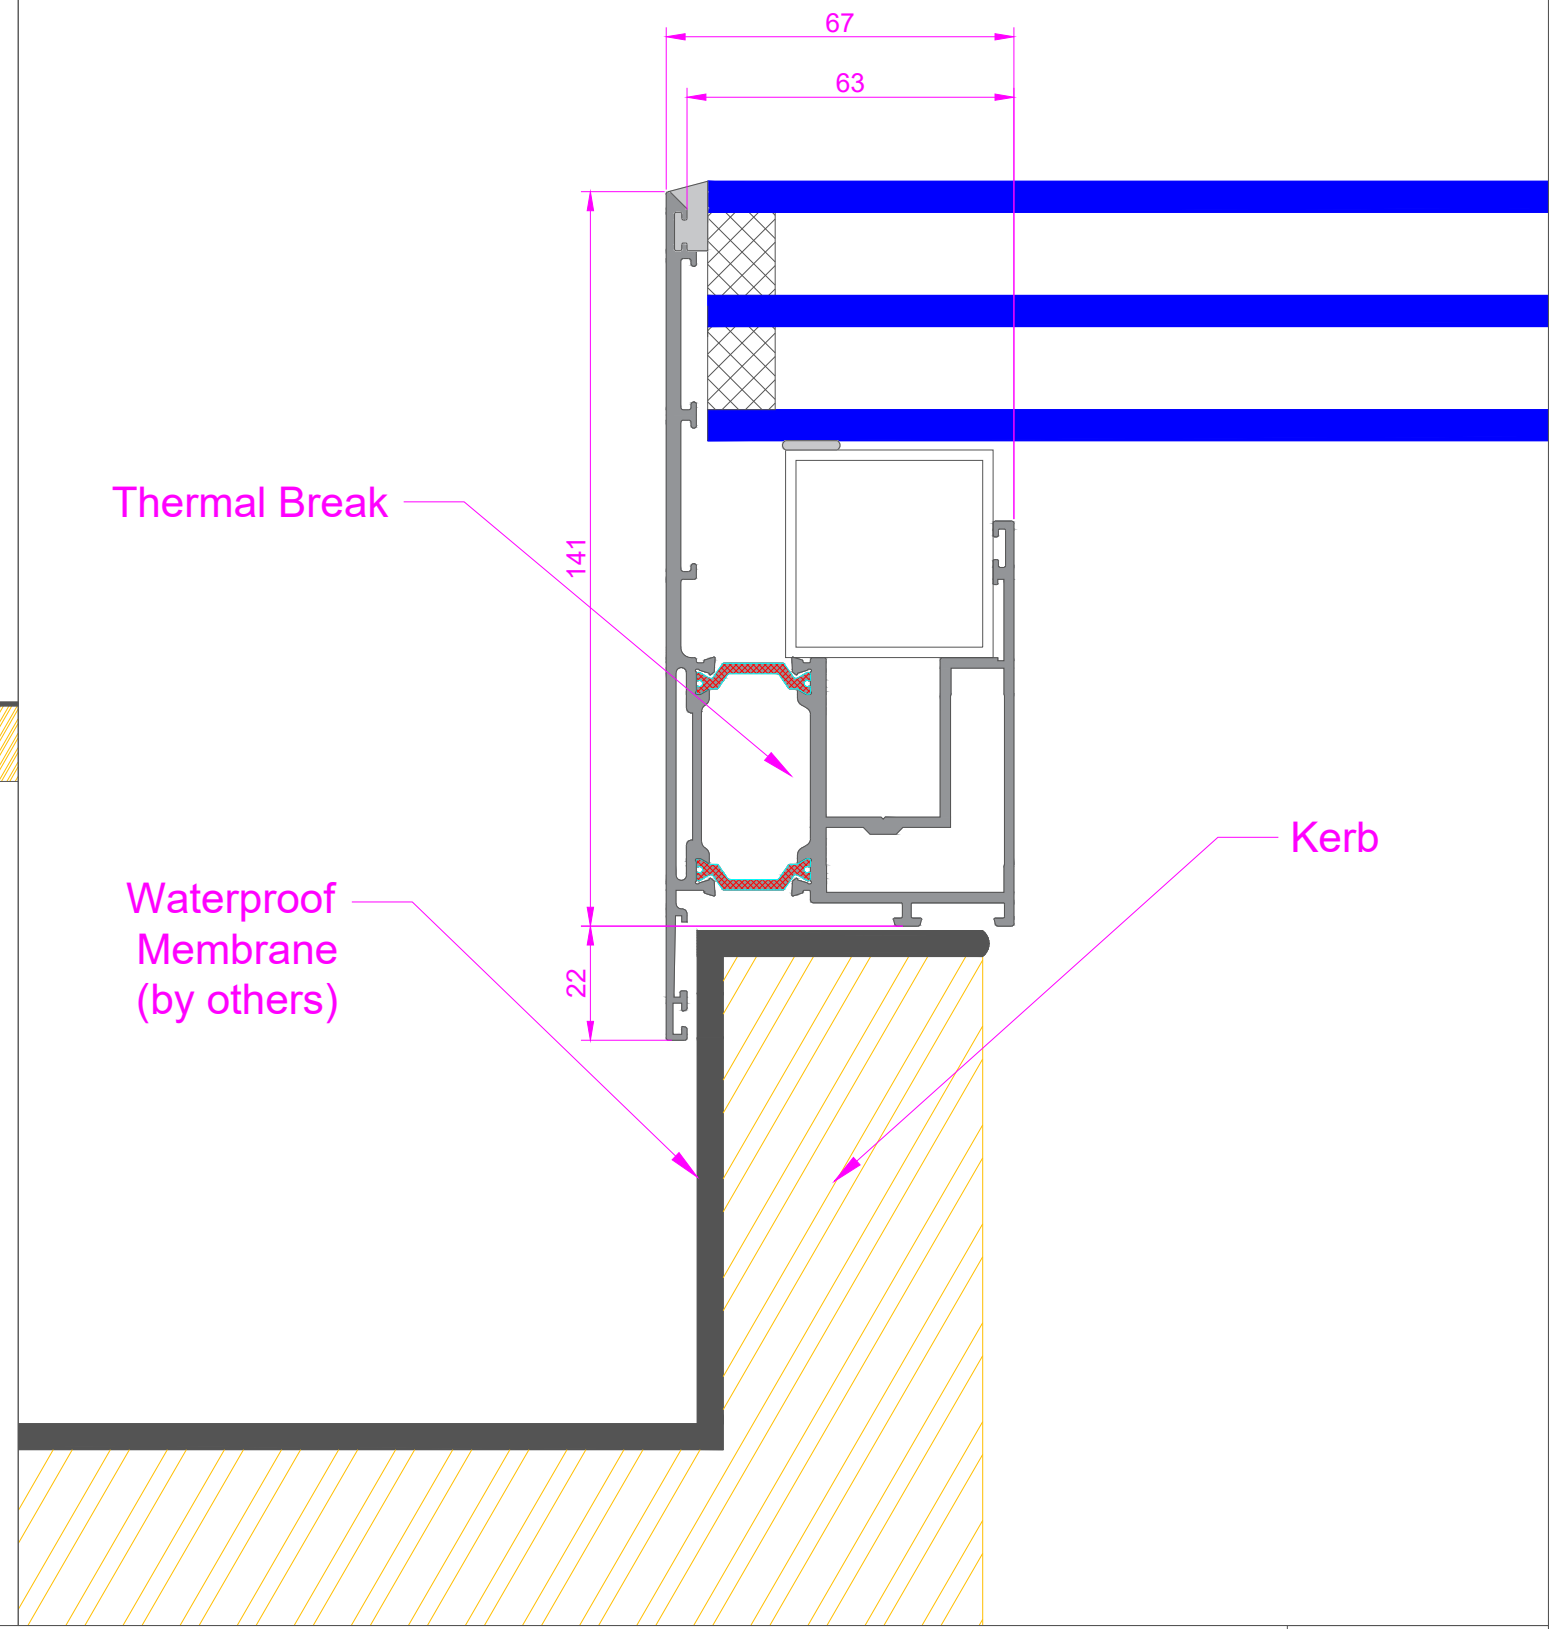 67
63
Thermal Break
141
Kerb
Waterproof
Membrane
(by others)
22